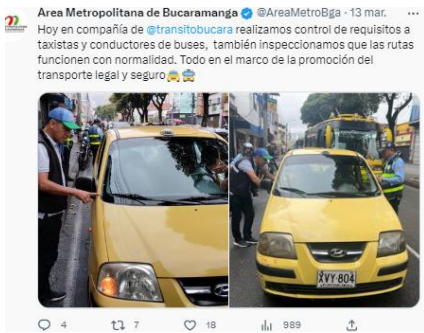 Area Metropolitana de Bucaramanga @AreaMetroBga · 13 mar.
Hoy en compañía de @transitobucara realizamos control de requisitos a
taxistas y conductores de buses, también inspeccionamos que las rutas
funcionen con normalidad. Todo en el marco de la promoción del
transporte legal y seguro
XVY 804
4 7 18 989